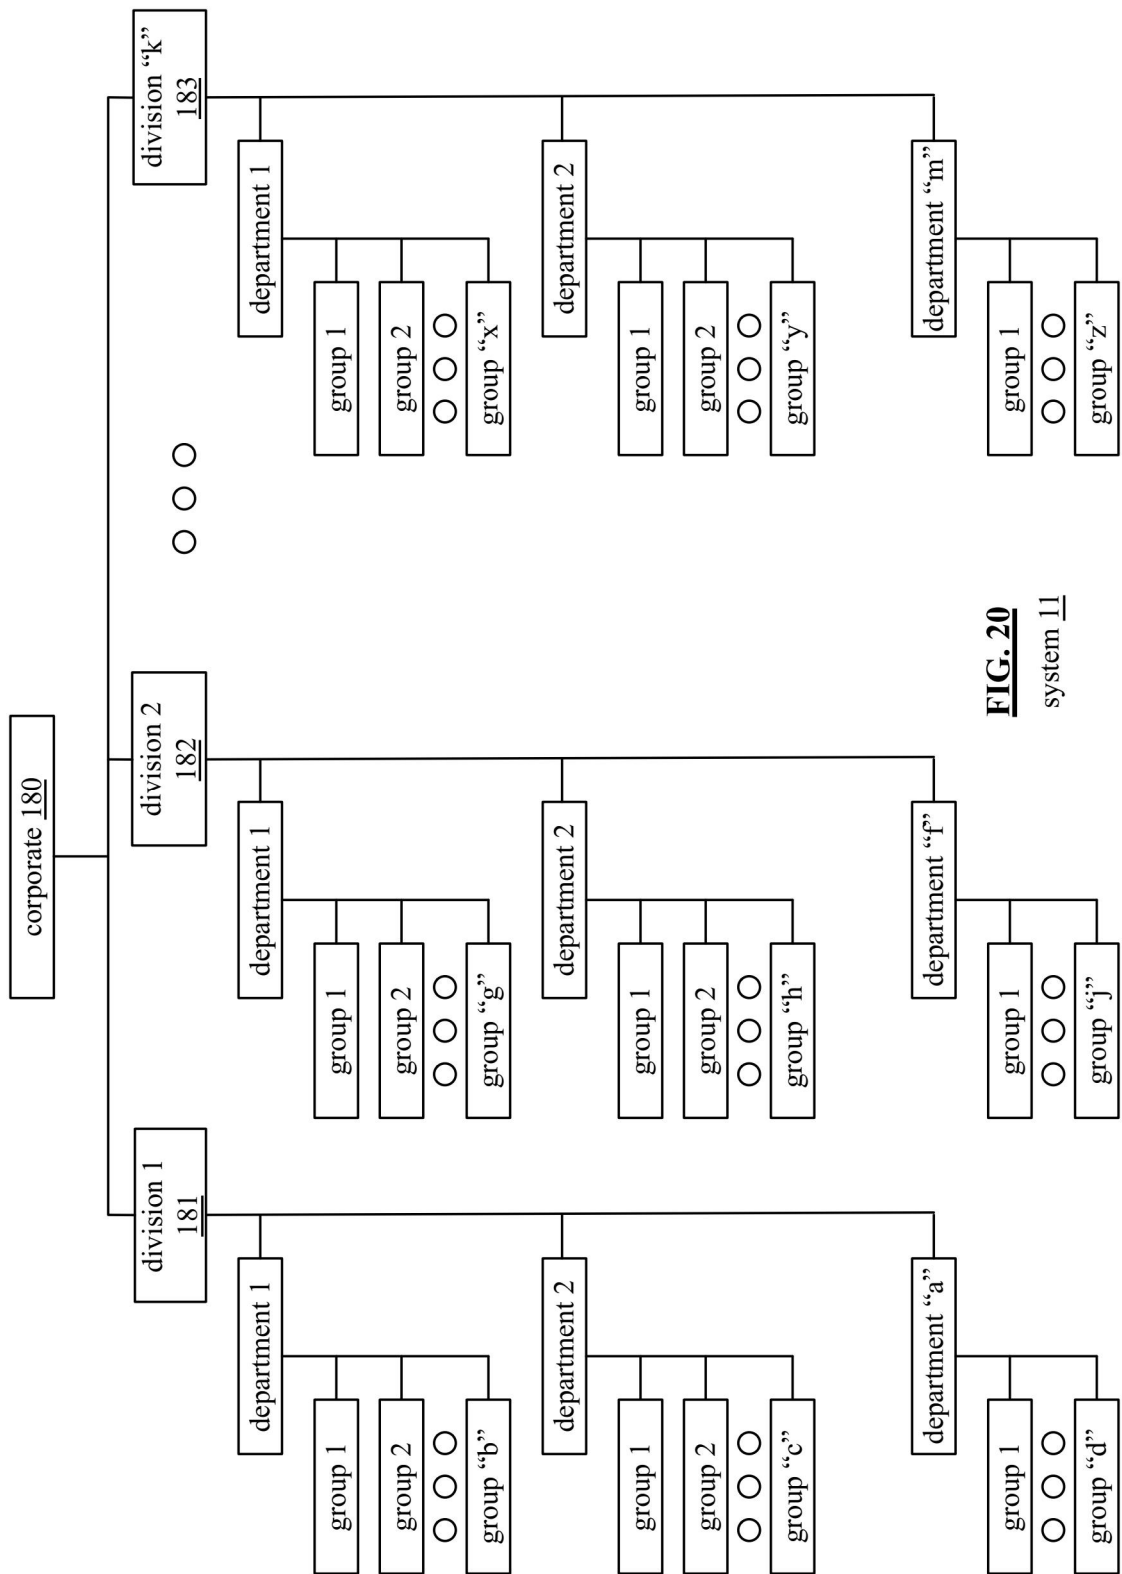 corporate 180
division 1
181
department 1
group 1
group 2
group “b”
department 2
group 1
group 2
group “c”
department “a”
group 1
group “d”
division 2
182
department 1
group 1
group 2
group “g”
department 2
group 1
group 2
group “h”
department “f”
group 1
group “j”
division “k”
183
department 1
group 1
group 2
group “x”
department 2
group 1
group 2
group “y”
department “m”
group 1
group “z”
FIG. 20
system 11